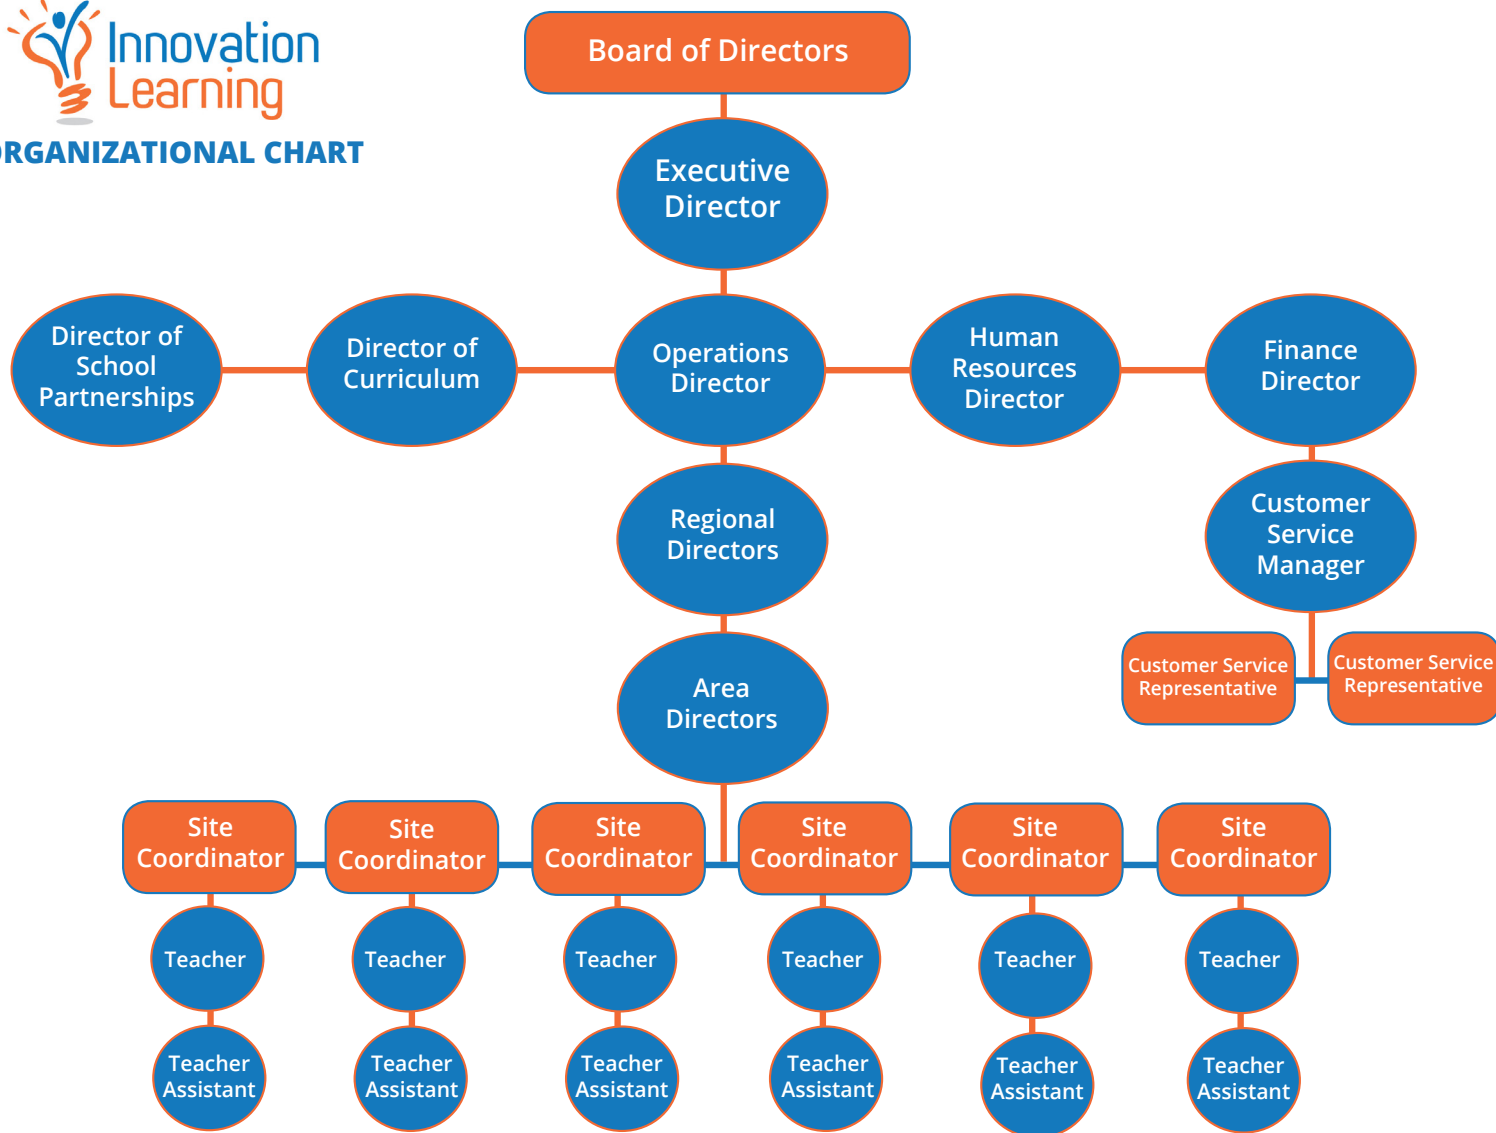 Innovation
Learning
ORGANIZATIONAL CHART
Board of Directors
Executive
Director
Director of
School
Partnerships
Director of
Curriculum
Operations
Director
Human
Resources
Director
Finance
Director
Regional
Directors
Customer
Service
Manager
Area
Directors
Customer Service
Representative
Customer Service
Representative
Site
Coordinator
Site
Coordinator
Site
Coordinator
Site
Coordinator
Site
Coordinator
Site
Coordinator
Teacher
Teacher
Teacher
Teacher
Teacher
Teacher
Teacher
Assistant
Teacher
Assistant
Teacher
Assistant
Teacher
Assistant
Teacher
Assistant
Teacher
Assistant